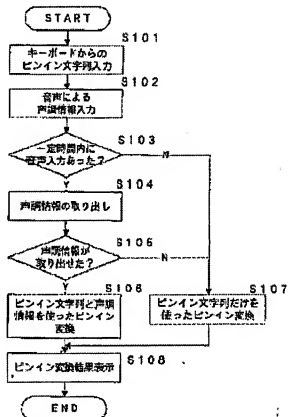 START
S101
キーボードからの
ピンイン文字列入力
S102
音声による
声調情報入力
S103
一定時間内に
音声入力あった?
N
Y
S104
声調情報の取り出し
S105
声調情報が
取り出せた?
N
Y
S106
ピンイン文字列と声調
情報を使ったピンイン
変換
S107
ピンイン文字列だけを
使ったピンイン変換
S108
ピンイン変換結果表示
END